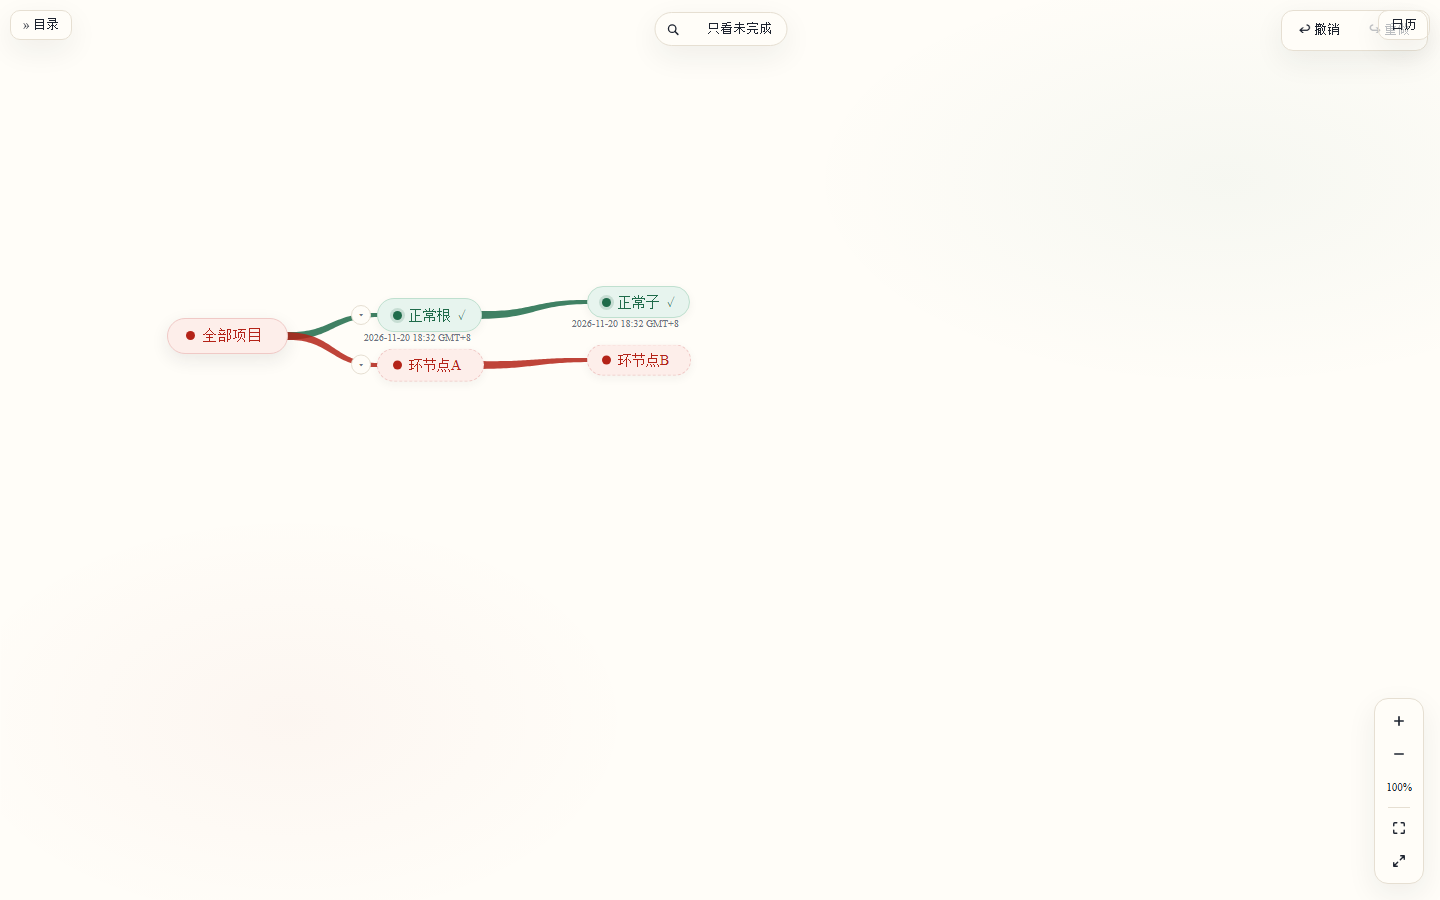 » 目录
只看未完成
↩ 撤销
日历
正常子 ✓
2026-11-20 18:32 GMT+8
正常根 ✓
2026-11-20 18:32 GMT+8
全部项目
环节点A
环节点B
100%